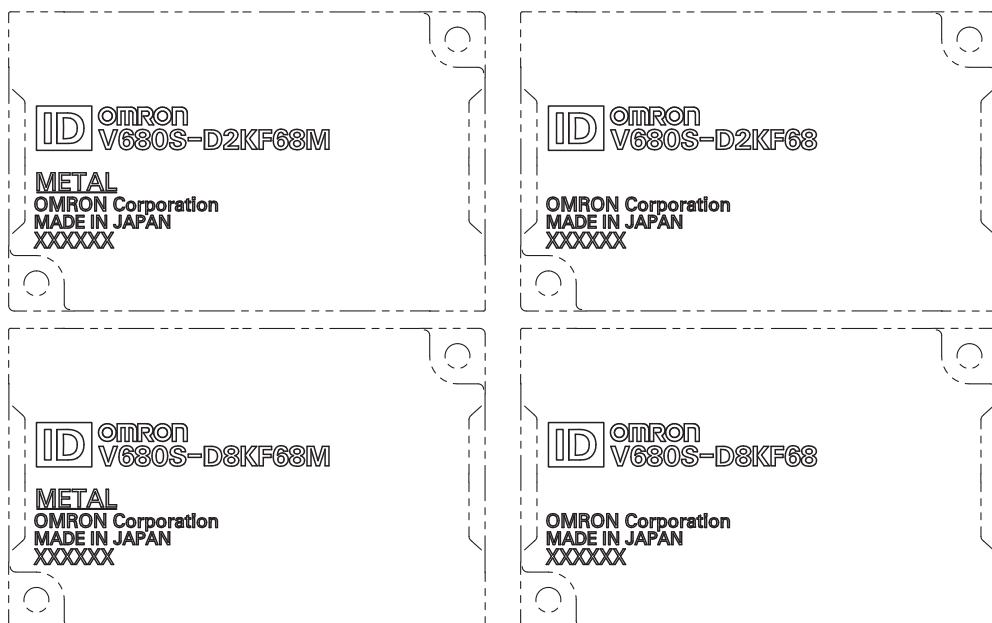 ID OMRON
V680S-D2KF68M
METAL
OMRON Corporation
MADE IN JAPAN
XXXXXX
ID OMRON
V680S-D2KF68
OMRON Corporation
MADE IN JAPAN
XXXXXX
ID OMRON
V680S-D8KF68M
METAL
OMRON Corporation
MADE IN JAPAN
XXXXXX
ID OMRON
V680S-D8KF68
OMRON Corporation
MADE IN JAPAN
XXXXXX